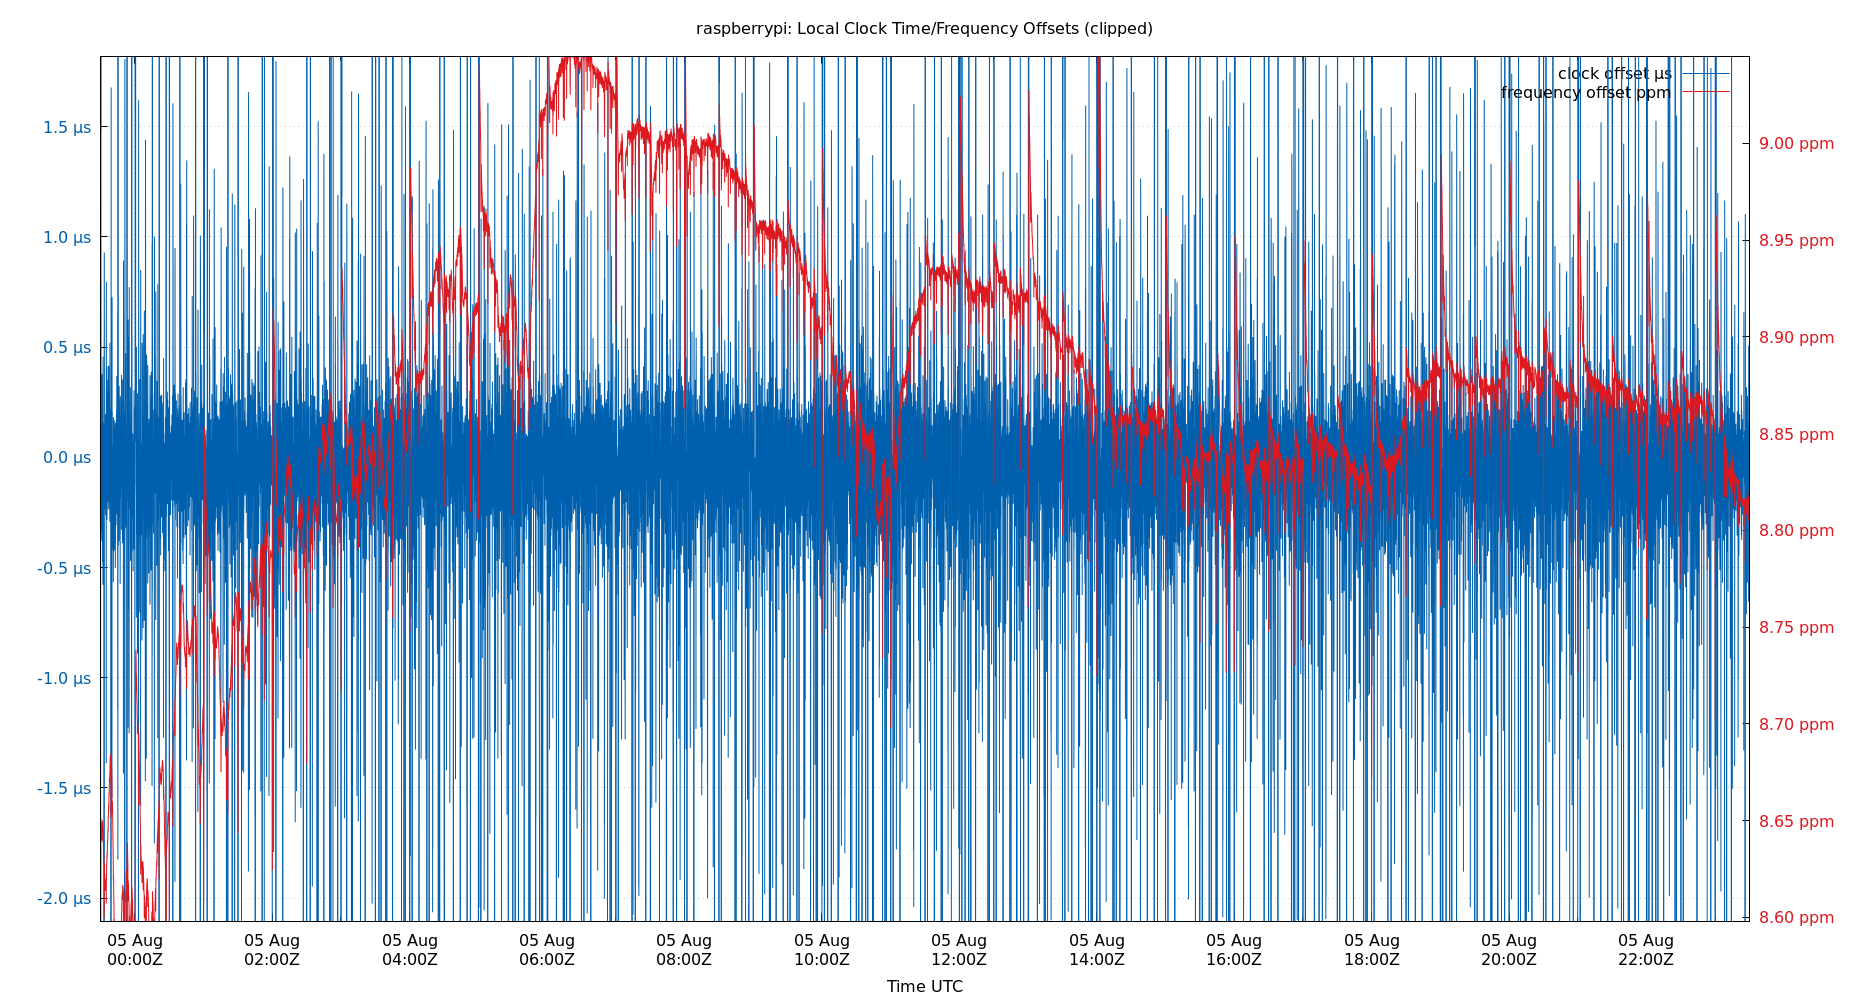 raspberrypi: Local Clock Time/Frequency Offsets (clipped)
clock offset µs
frequency offset ppm
1.5 µs
1.0 µs
0.5 µs
0.0 µs
-0.5 µs
-1.0 µs
-1.5 µs
-2.0 µs
9.00 ppm
8.95 ppm
8.90 ppm
8.85 ppm
8.80 ppm
8.75 ppm
8.70 ppm
8.65 ppm
8.60 ppm
05 Aug 05 Aug 05 Aug 05 Aug 05 Aug 05 Aug 05 Aug 05 Aug 05 Aug 05 Aug 05 Aug 05 Aug
00:00Z 02:00Z 04:00Z 06:00Z 08:00Z 10:00Z 12:00Z 14:00Z 16:00Z 18:00Z 20:00Z 22:00Z
Time UTC